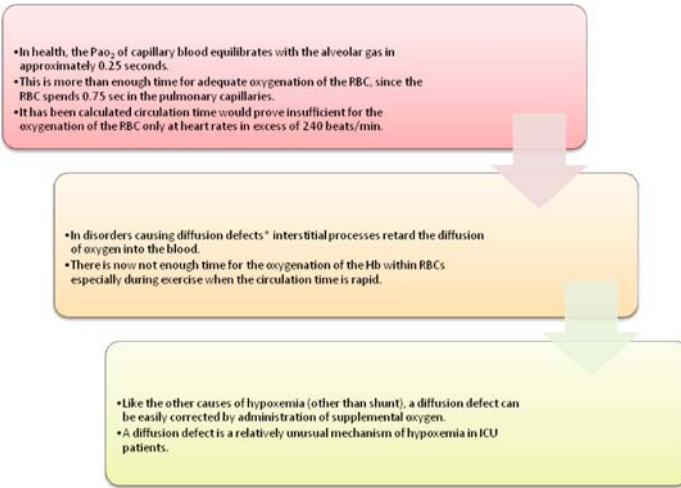 •In health, the Pao₂ of capillary blood equilibrates with the alveolar gas in
approximately 0.25 seconds.
•This is more than enough time for adequate oxygenation of the RBC, since the
RBC spends 0.75 sec in the pulmonary capillaries.
•It has been calculated circulation time would prove insufficient for the
oxygenation of the RBC only at heart rates in excess of 240 beats/min.
•In disorders causing diffusion defects* interstitial processes retard the diffusion
of oxygen into the blood.
•There is now not enough time for the oxygenation of the Hb within RBCs
especially during exercise when the circulation time is rapid.
•Like the other causes of hypoxemia (other than shunt), a diffusion defect can
be easily corrected by administration of supplemental oxygen.
•A diffusion defect is a relatively unusual mechanism of hypoxemia in ICU
patients.